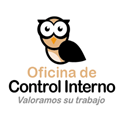 Oficina de
Control Interno
Valoramos su trabajo